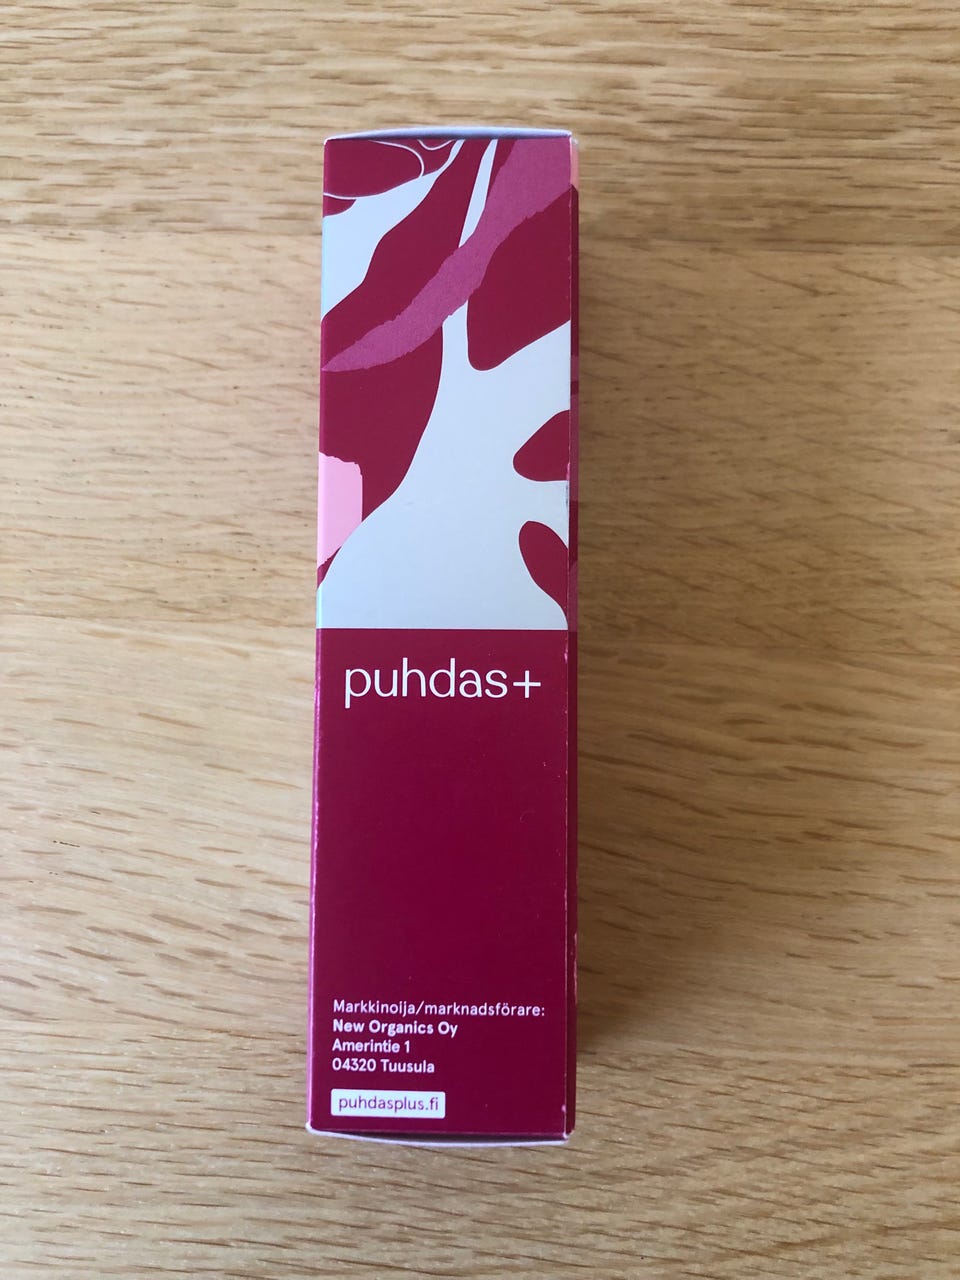 puhdas+
Markkinoija/marknadsförare:
New Organics Oy
Amerintie 1
04320 Tuusula
puhdasplus.fi